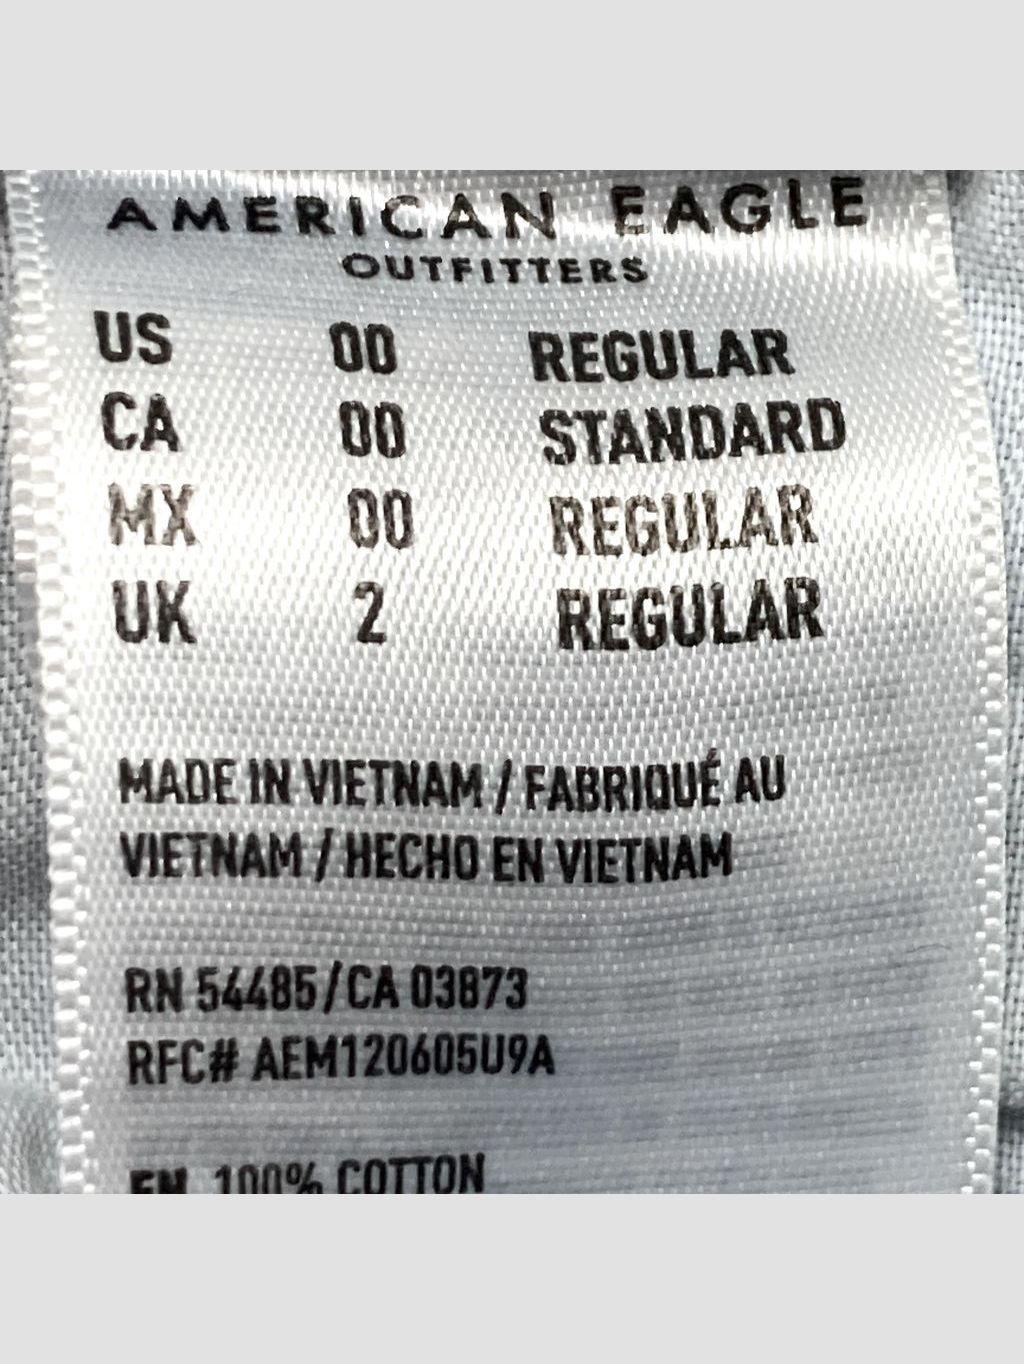 AMERICAN EAGLE
OUTFITTERS
US 00 REGULAR
CA 00 STANDARD
MX 00 REGULAR
UK 2 REGULAR
MADE IN VIETNAM / FABRIQUÉ AU
VIETNAM / HECHO EN VIETNAM
RN 54485/CA 03873
RFC# AEM120605U9A
EN 100% COTTON